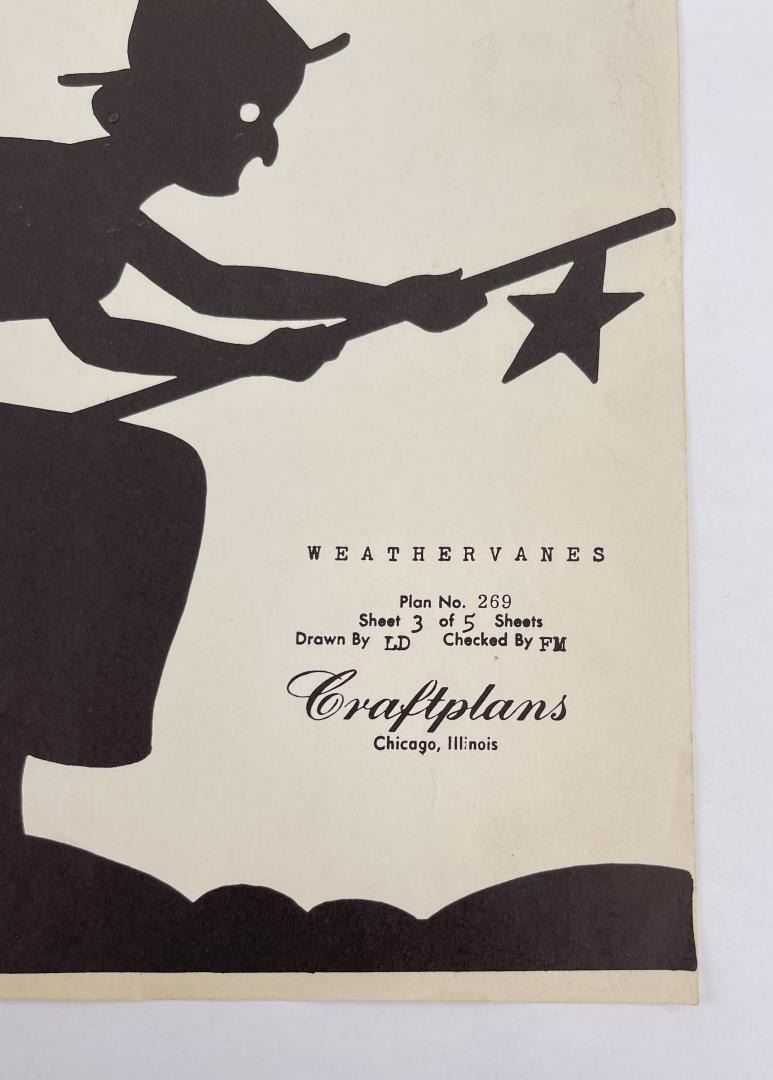 WEATHERVANES
Plan No. 269
Sheet 3 of 5 Sheets
Drawn By LD Checked By FM
Craftplans
Chicago, Illinois